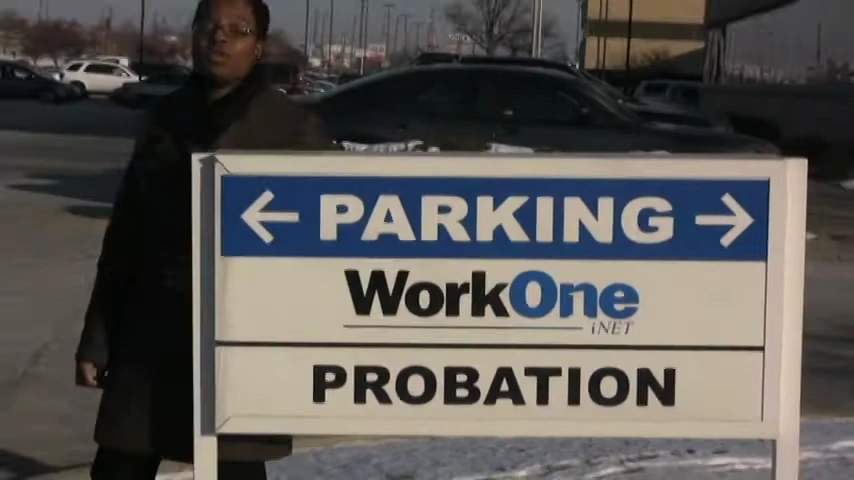 ← PARKING →
WorkOne
iNET
PROBATION